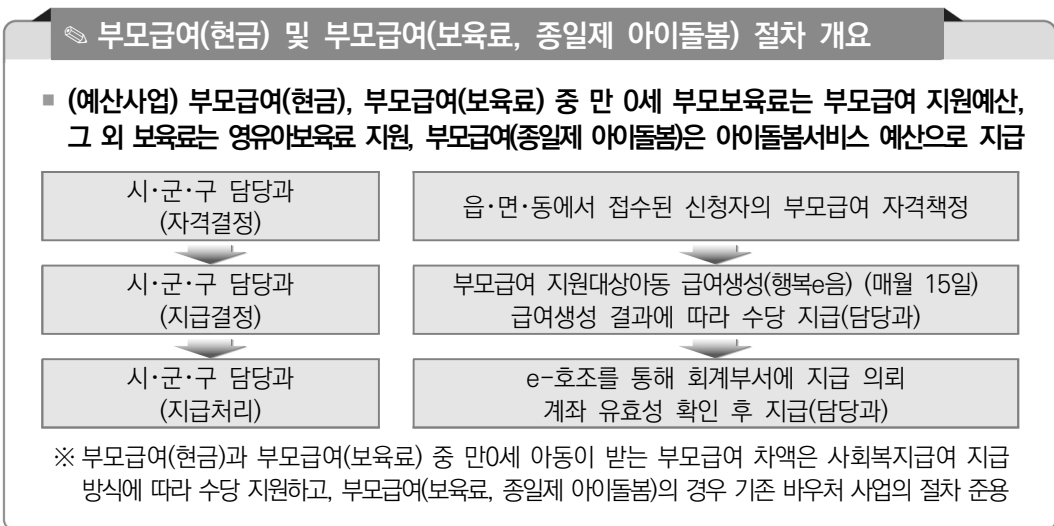 ✎ 부모급여(현금) 및 부모급여(보육료, 종일제 아이돌봄) 절차 개요
■ (예산사업) 부모급여(현금), 부모급여(보육료) 중 만 0세 부모보육료는 부모급여 지원예산,
그 외 보육료는 영유아보육료 지원, 부모급여(종일제 아이돌봄)은 아이돌봄서비스 예산으로 지급
시·군·구 담당과
(자격결정)
읍·면·동에서 접수된 신청자의 부모급여 자격책정
시·군·구 담당과
(지급결정)
부모급여 지원대상아동 급여생성(행복e음) (매월 15일)
급여생성 결과에 따라 수당 지급(담당과)
시·군·구 담당과
(지급처리)
e-호조를 통해 회계부서에 지급 의뢰
계좌 유효성 확인 후 지급(담당과)
※ 부모급여(현금)과 부모급여(보육료) 중 만0세 아동이 받는 부모급여 차액은 사회복지급여 지급
방식에 따라 수당 지원하고, 부모급여(보육료, 종일제 아이돌봄)의 경우 기존 바우처 사업의 절차 준용